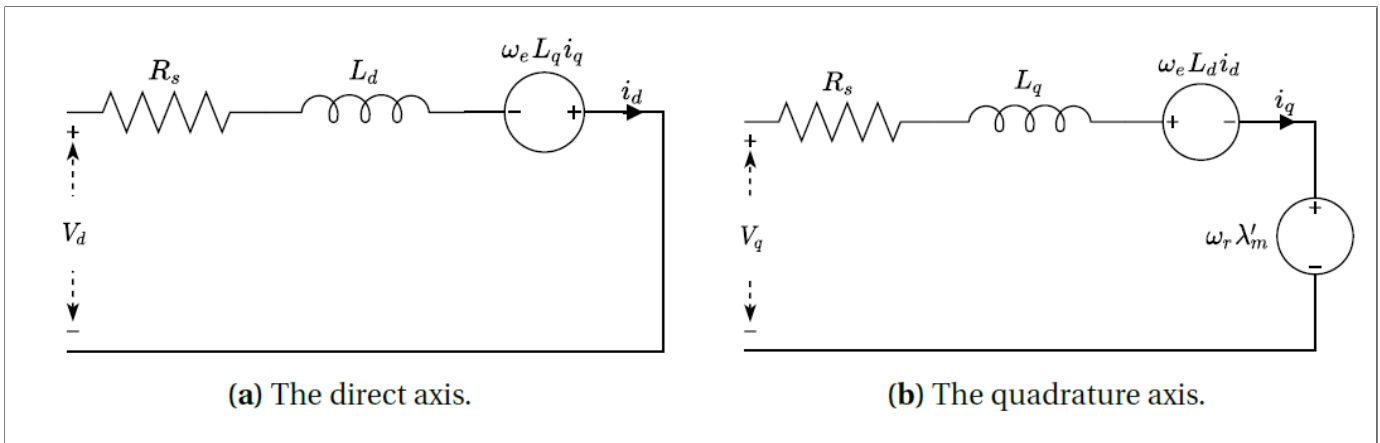 R_s
L_d
ω_e L_q i_q
i_d
−
+
+
V_d
−
(a) The direct axis.
R_s
L_q
ω_e L_d i_d
i_q
+
−
+
V_q
−
+
ω_r λ′_m
−
(b) The quadrature axis.